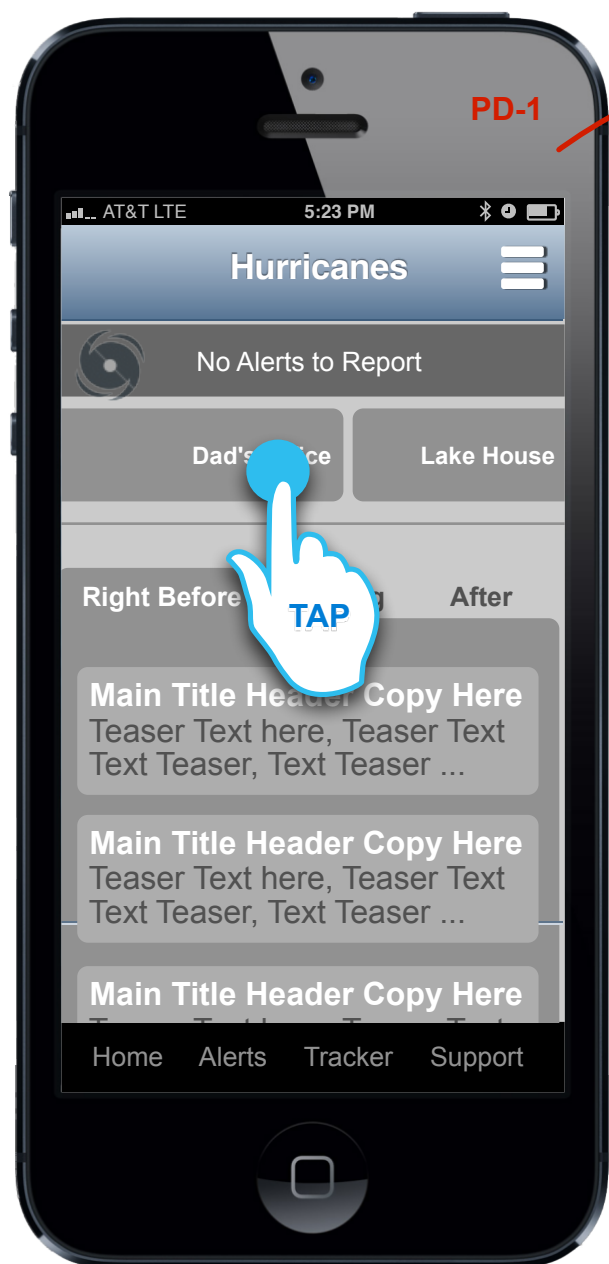 PD-1
AT&T LTE 5:23 PM
Hurricanes
No Alerts to Report
Dad's Lake House
Right Before After
TAP
Main Title Header Copy Here
Teaser Text here, Teaser Text
Text Teaser, Text Teaser ...
Main Title Header Copy Here
Teaser Text here, Teaser Text
Text Teaser, Text Teaser ...
Main Title Header Copy Here
Home Alerts Tracker Support